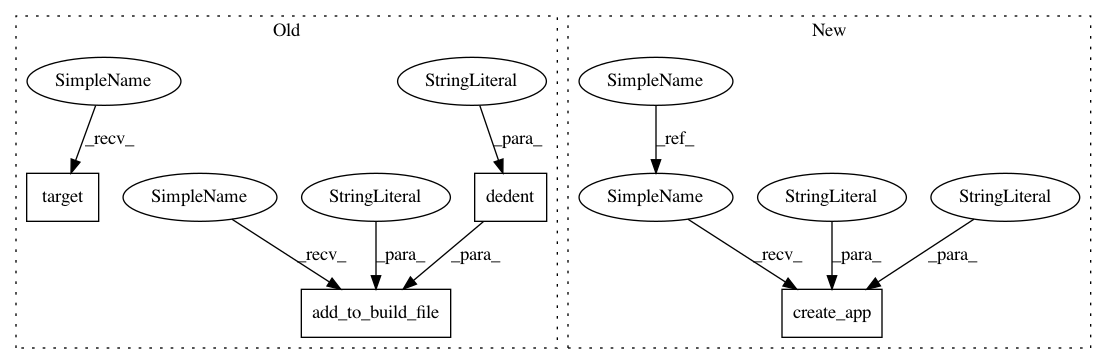 Old
New
SimpleName
StringLiteral
SimpleName
_recv_
_para_
_ref_
target
SimpleName
StringLiteral
dedent
SimpleName
StringLiteral
StringLiteral
_recv_
_para_
_para_
_recv_
_para_
_para_
add_to_build_file
create_app